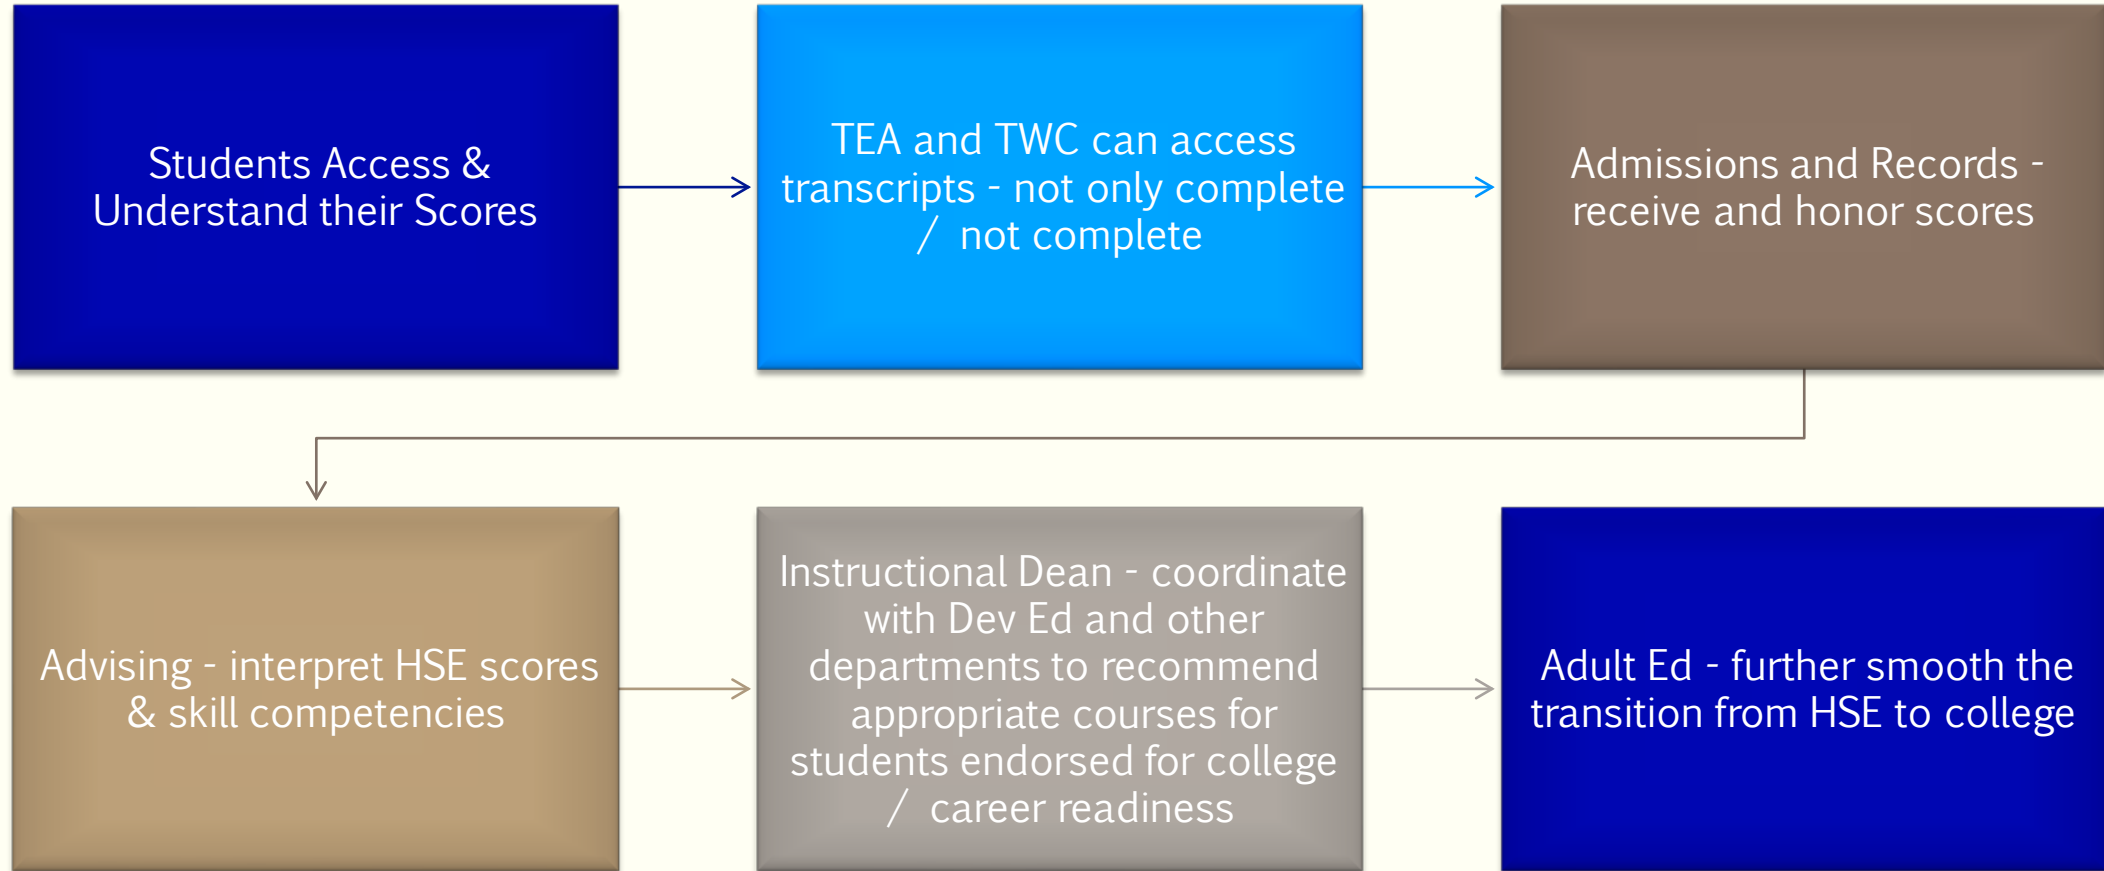 Students Access &
Understand their Scores
TEA and TWC can access
transcripts - not only complete
/ not complete
Admissions and Records -
receive and honor scores
Advising - interpret HSE scores
& skill competencies
Instructional Dean - coordinate
with Dev Ed and other
departments to recommend
appropriate courses for
students endorsed for college
/ career readiness
Adult Ed - further smooth the
transition from HSE to college